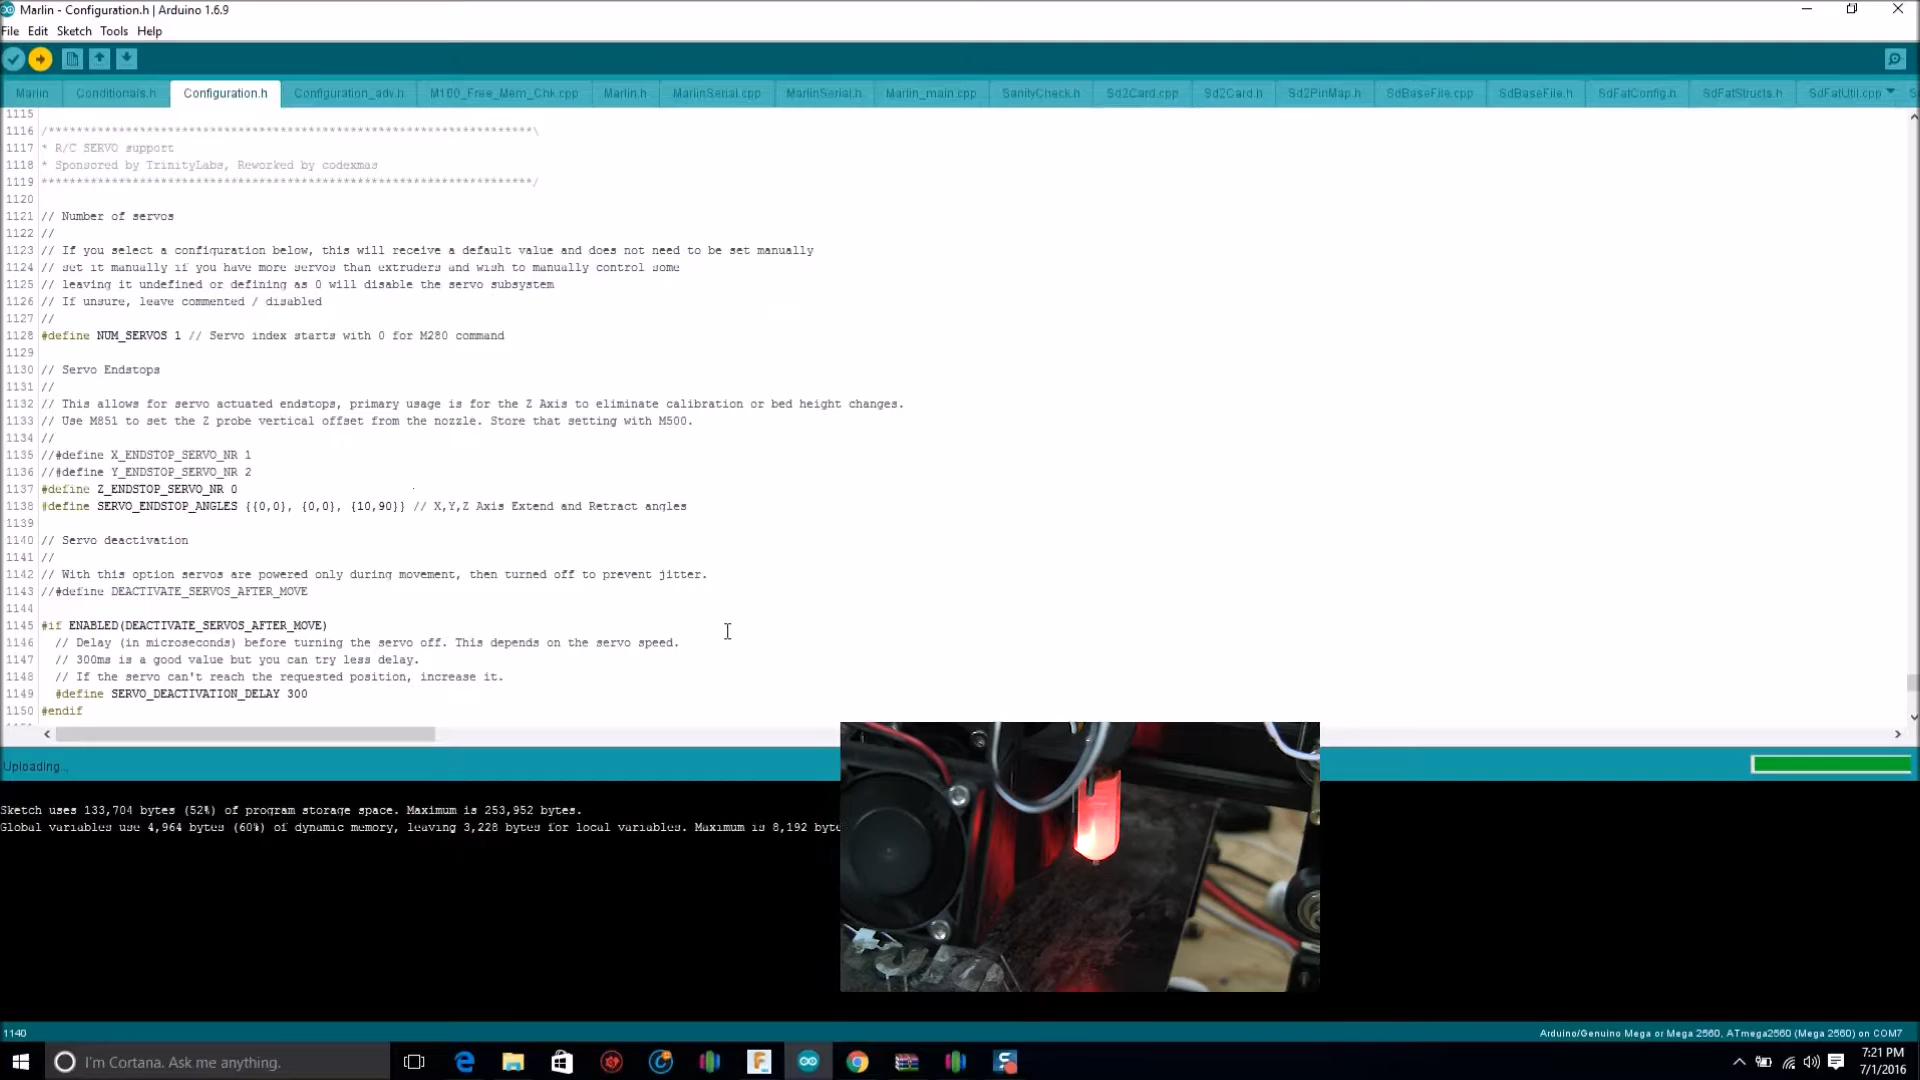 Marlin - Configuration.h | Arduino 1.6.9
File Edit Sketch Tools Help
Marlin Conditionals.h Configuration.h Configuration_adv.h M100_Free_Mem_Chk.cpp Marlin.h MarlinSerial.cpp MarlinSerial.h Marlin_main.cpp SanityCheck.h Sd2Card.cpp Sd2Card.h Sd2PinMap.h SdBaseFile.cpp SdBaseFile.h SdFatConfig.h SdFatStructs.h SdFatUtil.cpp
1115
1116 /**********************************************************************\
1117 * R/C SERVO support
1118 * Sponsored by TrinityLabs, Reworked by codexmas
1119 **********************************************************************/
1120
1121 // Number of servos
1122 //
1123 // If you select a configuration below, this will receive a default value and does not need to be set manually
1124 // set it manually if you have more servos than extruders and wish to manually control some
1125 // leaving it undefined or defining as 0 will disable the servo subsystem
1126 // If unsure, leave commented / disabled
1127 //
1128 #define NUM_SERVOS 1 // Servo index starts with 0 for M280 command
1129
1130 // Servo Endstops
1131 //
1132 // This allows for servo actuated endstops, primary usage is for the Z Axis to eliminate calibration or bed height changes.
1133 // Use M851 to set the Z probe vertical offset from the nozzle. Store that setting with M500.
1134 //
1135 //#define X_ENDSTOP_SERVO_NR 1
1136 //#define Y_ENDSTOP_SERVO_NR 2
1137 #define Z_ENDSTOP_SERVO_NR 0
1138 #define SERVO_ENDSTOP_ANGLES {{0,0}, {0,0}, {10,90}} // X,Y,Z Axis Extend and Retract angles
1139
1140 // Servo deactivation
1141 //
1142 // With this option servos are powered only during movement, then turned off to prevent jitter.
1143 //#define DEACTIVATE_SERVOS_AFTER_MOVE
1144
1145 #if ENABLED(DEACTIVATE_SERVOS_AFTER_MOVE)
1146 // Delay (in microseconds) before turning the servo off. This depends on the servo speed.
1147 // 300ms is a good value but you can try less delay.
1148 // If the servo can't reach the requested position, increase it.
1149 #define SERVO_DEACTIVATION_DELAY 300
1150 #endif
Uploading...
Sketch uses 133,704 bytes (52%) of program storage space. Maximum is 253,952 bytes.
Global variables use 4,964 bytes (60%) of dynamic memory, leaving 3,228 bytes for local variables. Maximum is 8,192 byte
1140
Arduino/Genuino Mega or Mega 2560, ATmega2560 (Mega 2560) on COM7
I'm Cortana. Ask me anything.
7:21 PM
7/1/2016